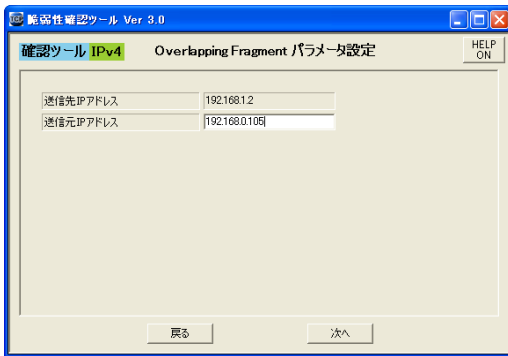 脆弱性確認ツール Ver 3.0
確認ツール IPv4 Overlapping Fragment パラメータ設定 HELP ON
送信先IPアドレス 192.168.1.2
送信元IPアドレス 192.168.0.105
戻る 次へ